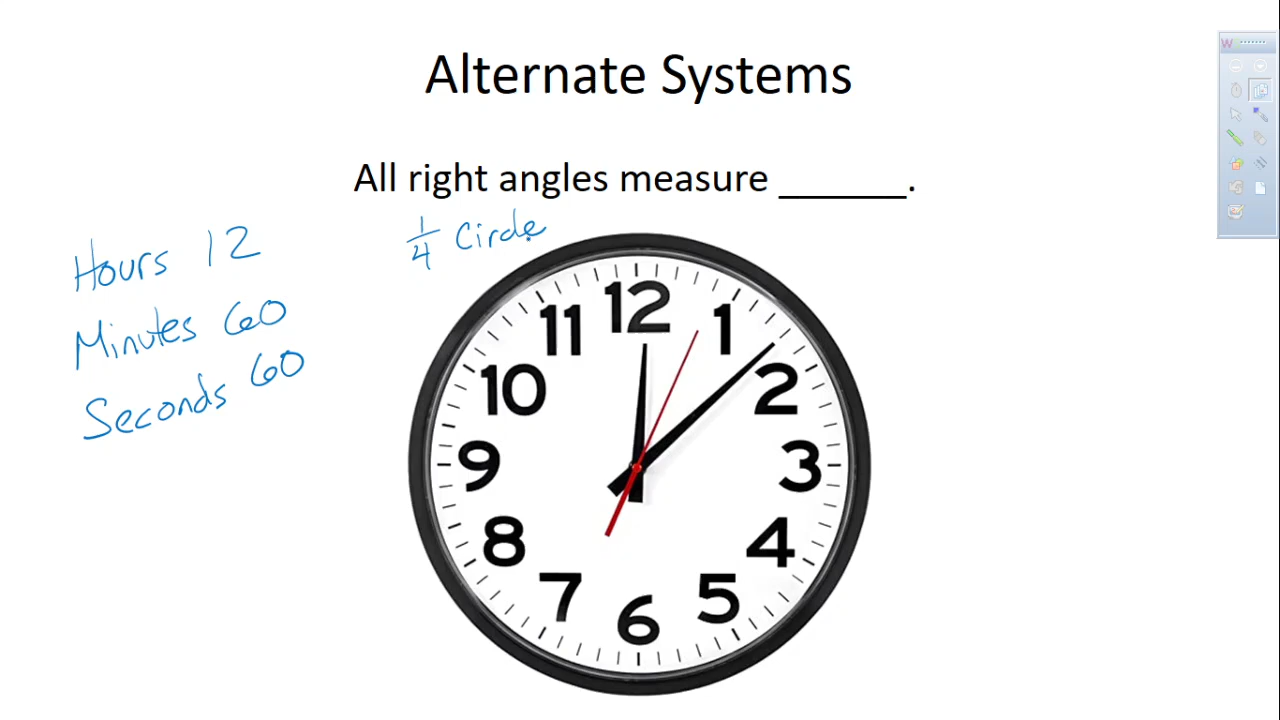 Alternate Systems
All right angles measure ______.
1/4 Circle
Hours 12
Minutes 60
Seconds 60
12
11
1
10
2
9
3
8
4
7
5
6
W